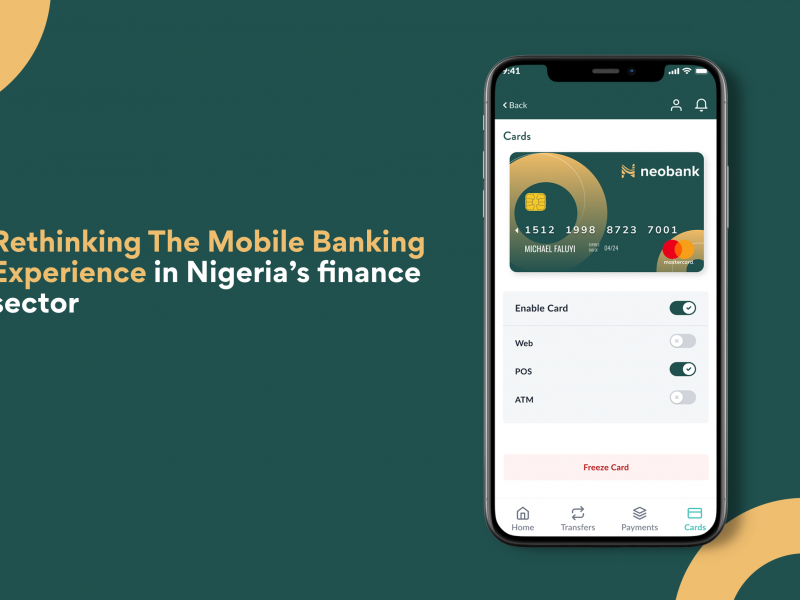 Rethinking The Mobile Banking
Experience in Nigeria’s finance
sector
9:41
Back
Cards
neobank
1512 1998 8723 7001
MICHAEL FALUYI 04/24
mastercard
Enable Card
Web
POS
ATM
Freeze Card
Home Transfers Payments Cards